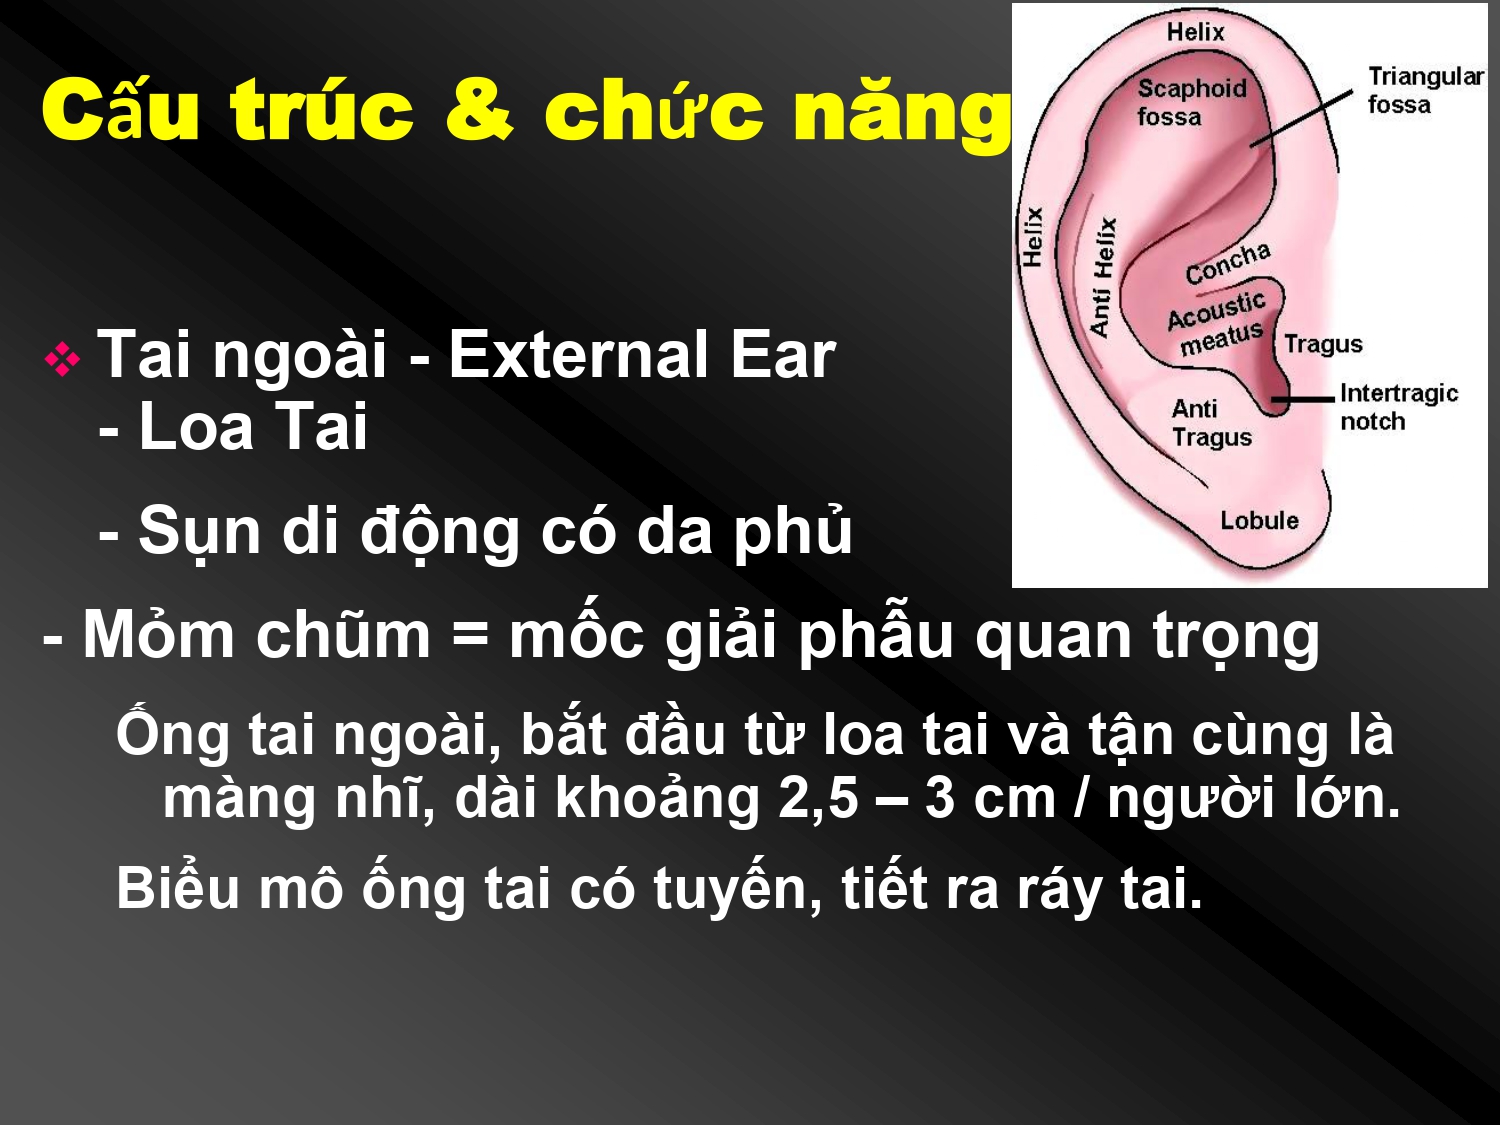 Cấu trúc & chức năng
❖ Tai ngoài - External Ear
- Loa Tai
- Sụn di động có da phủ
- Mỏm chũm = mốc giải phẫu quan trọng
Ống tai ngoài, bắt đầu từ loa tai và tận cùng là
màng nhĩ, dài khoảng 2,5 – 3 cm / người lớn.
Biểu mô ống tai có tuyến, tiết ra ráy tai.
Helix
Scaphoid
fossa
Triangular
fossa
Helix
Anti Helix
Concha
Acoustic
meatus
Tragus
Intertragic
notch
Anti
Tragus
Lobule